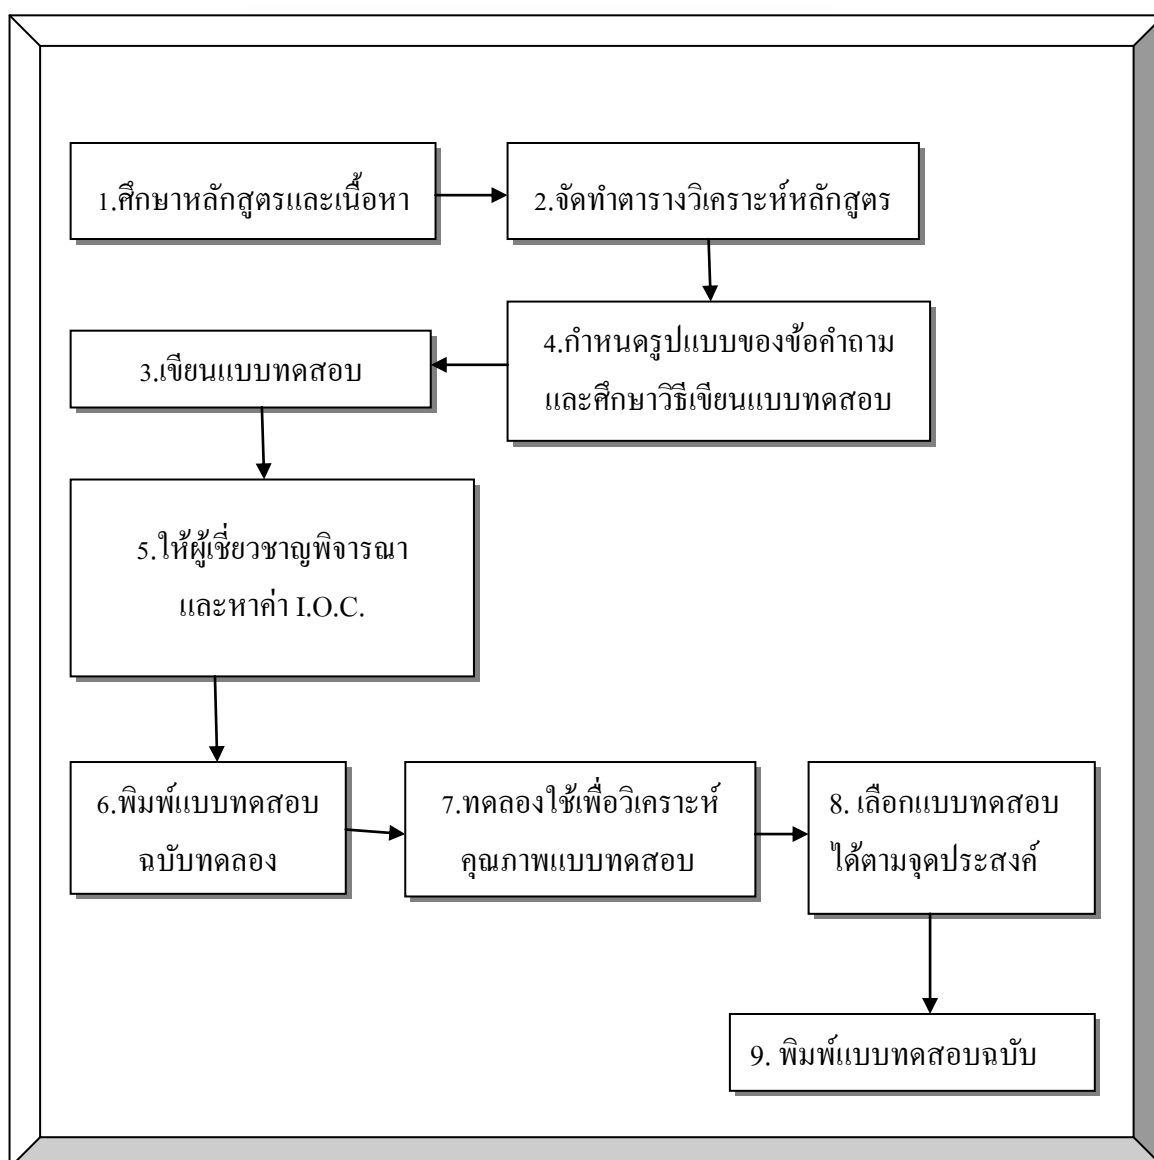 1.ศึกษาหลักสูตรและเนื้อหา
2.จัดทำตารางวิเคราะห์หลักสูตร
4.กำหนดรูปแบบของข้อคำถาม
และศึกษาวิธีเขียนแบบทดสอบ
3.เขียนแบบทดสอบ
5.ให้ผู้เชี่ยวชาญพิจารณา
และหาค่า I.O.C.
6.พิมพ์แบบทดสอบ
ฉบับทดลอง
7.ทดลองใช้เพื่อวิเคราะห์
คุณภาพแบบทดสอบ
8. เลือกแบบทดสอบ
ได้ตามจุดประสงค์
9. พิมพ์แบบทดสอบฉบับ